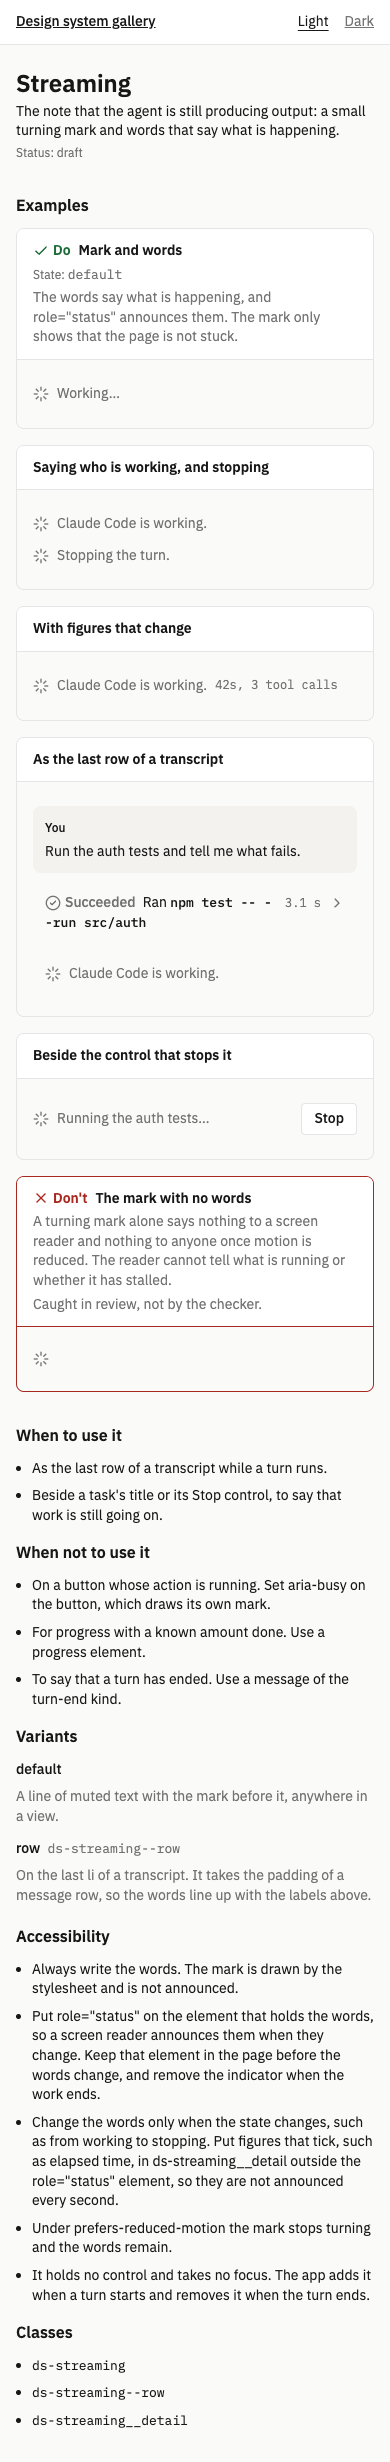 Design system gallery
Light
Dark
Streaming
The note that the agent is still producing output: a small
turning mark and words that say what is happening.
Status: draft
Examples
Do Mark and words
State: default
The words say what is happening, and
role="status" announces them. The mark only
shows that the page is not stuck.
Working...
Saying who is working, and stopping
Claude Code is working.
Stopping the turn.
With figures that change
Claude Code is working. 42s, 3 tool calls
As the last row of a transcript
You
Run the auth tests and tell me what fails.
Succeeded Ran npm test -- - 3.1 s
-run src/auth
Claude Code is working.
Beside the control that stops it
Running the auth tests...
Stop
Don't The mark with no words
A turning mark alone says nothing to a screen
reader and nothing to anyone once motion is
reduced. The reader cannot tell what is running or
whether it has stalled.
Caught in review, not by the checker.
When to use it
As the last row of a transcript while a turn runs.
Beside a task's title or its Stop control, to say that
work is still going on.
When not to use it
On a button whose action is running. Set aria-busy on
the button, which draws its own mark.
For progress with a known amount done. Use a
progress element.
To say that a turn has ended. Use a message of the
turn-end kind.
Variants
default
A line of muted text with the mark before it, anywhere in
a view.
row ds-streaming--row
On the last li of a transcript. It takes the padding of a
message row, so the words line up with the labels above.
Accessibility
Always write the words. The mark is drawn by the
stylesheet and is not announced.
Put role="status" on the element that holds the words,
so a screen reader announces them when they
change. Keep that element in the page before the
words change, and remove the indicator when the
work ends.
Change the words only when the state changes, such
as from working to stopping. Put figures that tick, such
as elapsed time, in ds-streaming__detail outside the
role="status" element, so they are not announced
every second.
Under prefers-reduced-motion the mark stops turning
and the words remain.
It holds no control and takes no focus. The app adds it
when a turn starts and removes it when the turn ends.
Classes
ds-streaming
ds-streaming--row
ds-streaming__detail